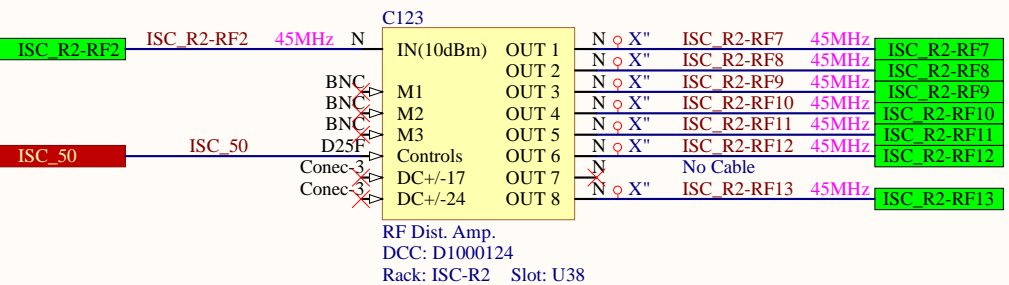 C123
ISC_R2-RF2 ISC_R2-RF2 45MHz N IN(10dBm) OUT 1 N X" ISC_R2-RF7 45MHz ISC_R2-RF7
OUT 2 N X" ISC_R2-RF8 45MHz ISC_R2-RF8
BNC M1 OUT 3 N X" ISC_R2-RF9 45MHz ISC_R2-RF9
BNC M2 OUT 4 N X" ISC_R2-RF10 45MHz ISC_R2-RF10
BNC M3 OUT 5 N X" ISC_R2-RF11 45MHz ISC_R2-RF11
ISC_50 ISC_50 D25F Controls OUT 6 N X" ISC_R2-RF12 45MHz ISC_R2-RF12
Conec-3 DC+/-17 OUT 7 N No Cable
Conec-3 DC+/-24 OUT 8 N X" ISC_R2-RF13 45MHz ISC_R2-RF13
RF Dist. Amp.
DCC: D1000124
Rack: ISC-R2 Slot: U38